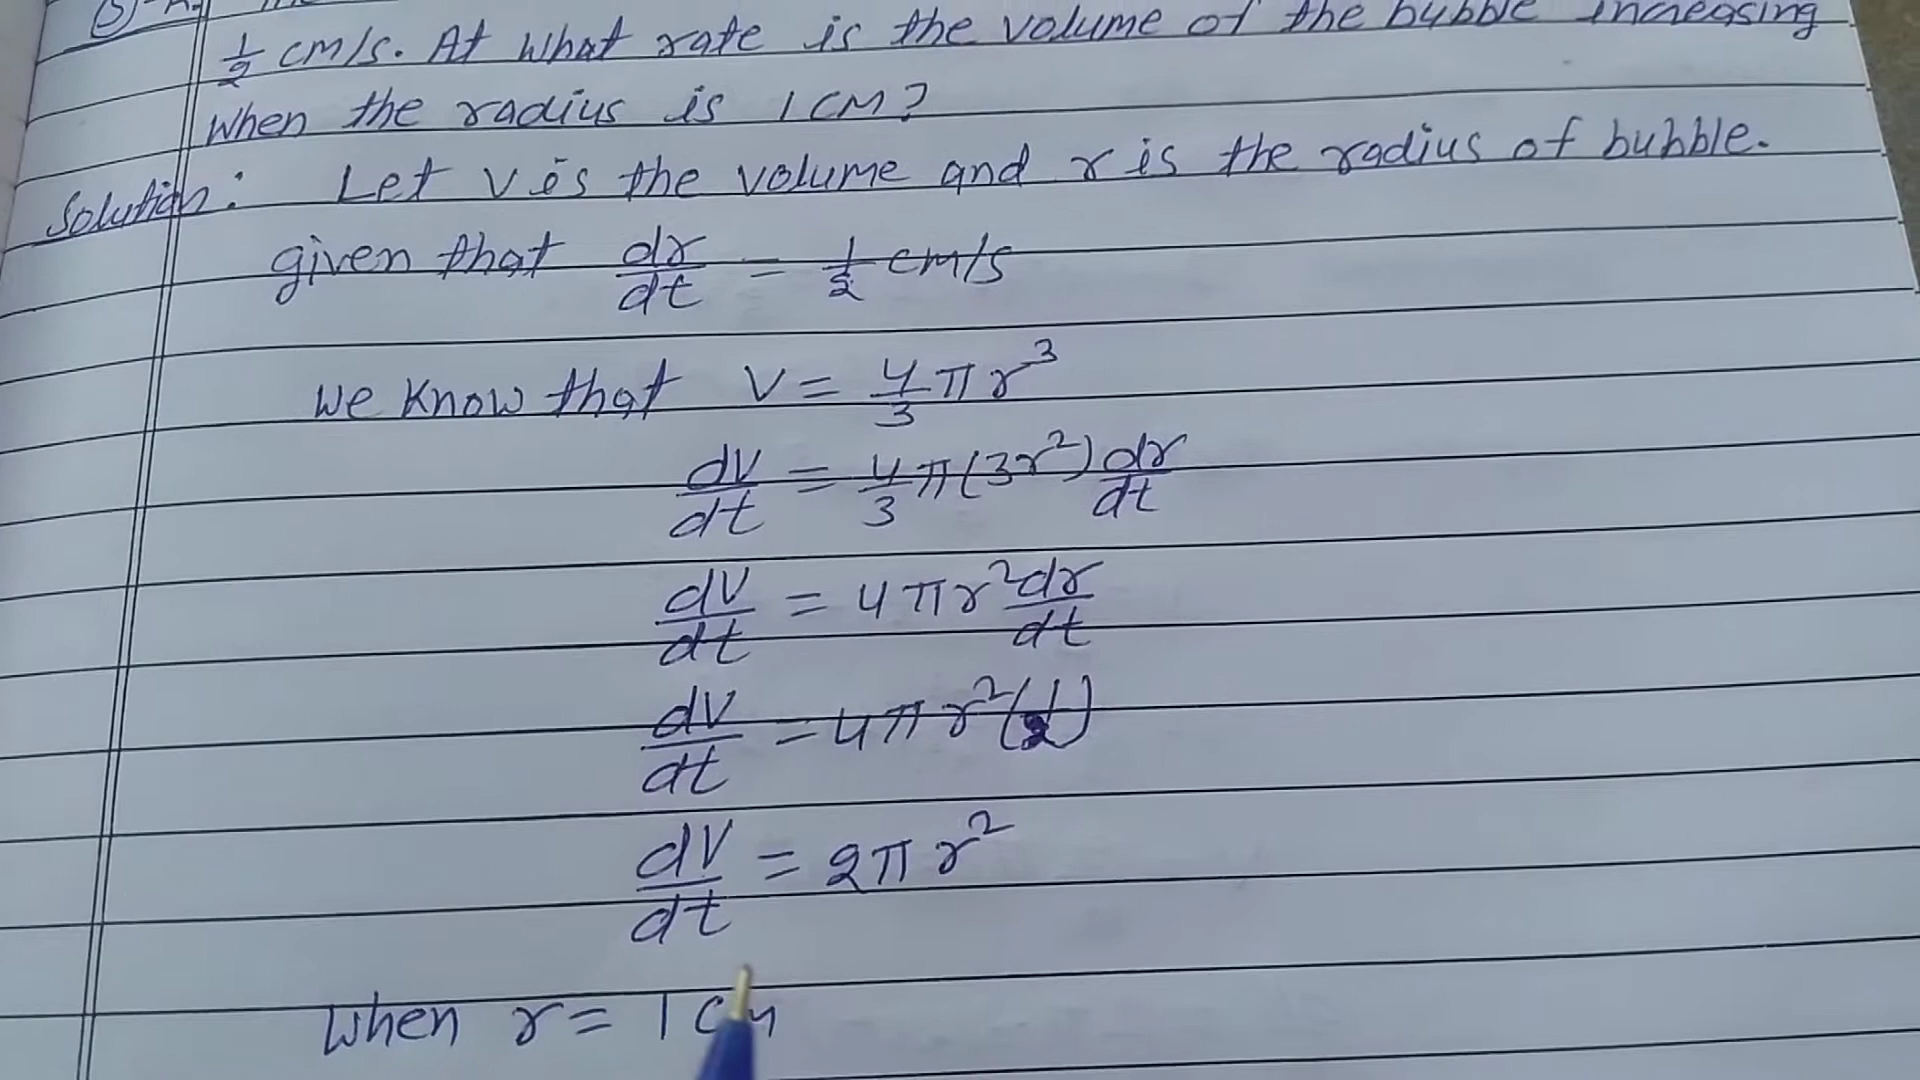 1/2 cm/s. At what rate is the volume of the bubble increasing
when the radius is 1 cm?
Solution: Let V is the volume and r is the radius of bubble.
given that dr/dt = 1/2 cm/s
We know that V = 4/3 πr³
dV/dt = 4/3 π(3r²) dr/dt
dV/dt = 4πr² dr/dt
dV/dt = 4πr²(1/2)
dV/dt = 2πr²
When r = 1 cm